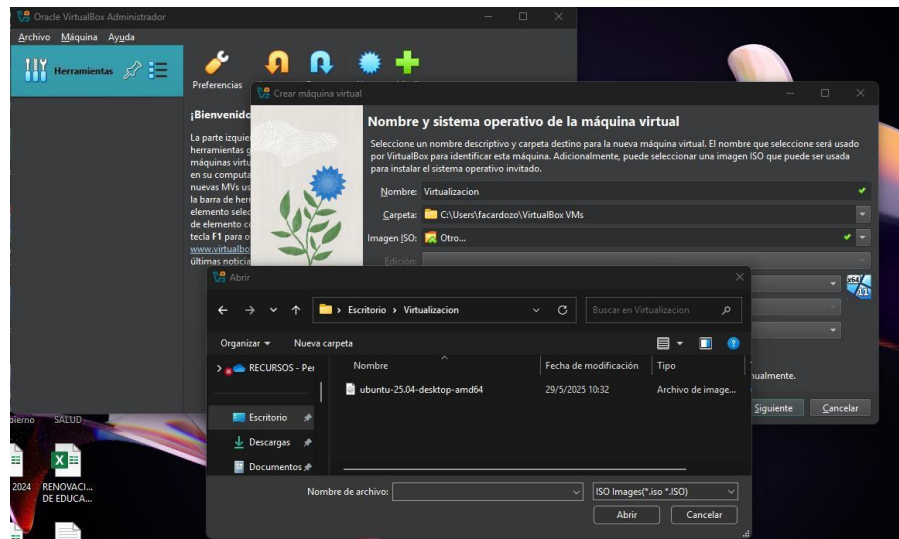 Oracle VirtualBox Administrador
Archivo Máquina Ayuda
Herramientas
Preferencias
¡Bienvenido
La parte izquie
herramientas g
máquinas virtu
en su computa
nuevas MVs us
la barra de her
elemento selec
de elemento c
tecla F1 para o
www.virtualbo
últimas noticia
Crear máquina virtual
Nombre y sistema operativo de la máquina virtual
Seleccione un nombre descriptivo y carpeta destino para la nueva máquina virtual. El nombre que seleccione será usado
por VirtualBox para identificar esta máquina. Adicionalmente, puede seleccionar una imagen ISO que puede ser usada
para instalar el sistema operativo invitado.
Nombre: Virtualizacion
Carpeta: C:\Users\facardozo\VirtualBox VMs
Imagen ISO: Otro...
Edición:
x64
11
nualmente.
Siguiente Cancelar
Abrir
Escritorio > Virtualizacion
Buscar en Virtualizacion
Organizar Nueva carpeta
RECURSOS - Per
Nombre Fecha de modificación Tipo
ubuntu-25.04-desktop-amd64 29/5/2025 10:32 Archivo de image...
Escritorio
Descargas
Documentos
Nombre de archivo: ISO Images(*.iso *.ISO)
Abrir Cancelar
bierno SALUD
2024 RENOVACI...
DE EDUCA...